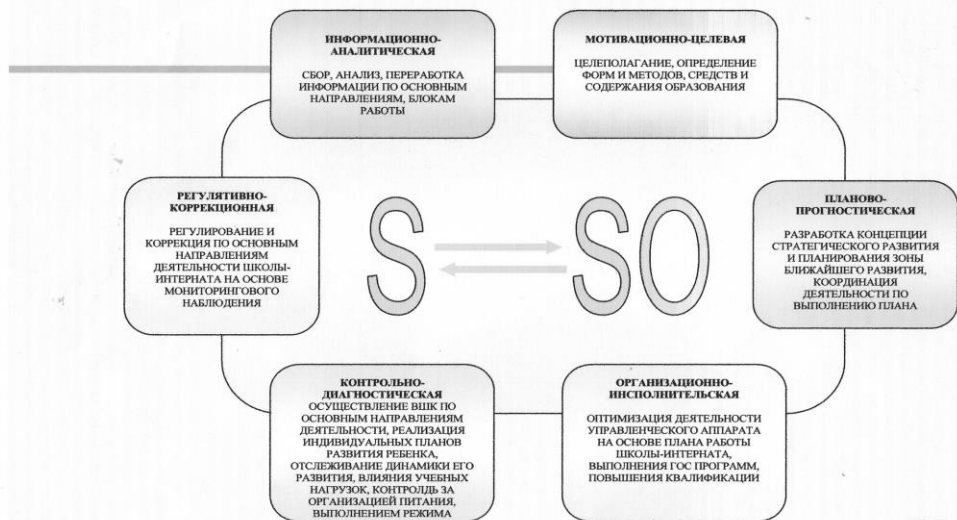 ИНФОРМАЦИОННО-
АНАЛИТИЧЕСКАЯ
СБОР, АНАЛИЗ, ПЕРЕРАБОТКА
ИНФОРМАЦИИ ПО ОСНОВНЫМ
НАПРАВЛЕНИЯМ, БЛОКАМ
РАБОТЫ
МОТИВАЦИОННО-ЦЕЛЕВАЯ
ЦЕЛЕПОЛАГАНИЕ, ОПРЕДЕЛЕНИЕ
ФОРМ И МЕТОДОВ, СРЕДСТВ И
СОДЕРЖАНИЯ ОБРАЗОВАНИЯ
РЕГУЛЯТИВНО-
КОРРЕКЦИОННАЯ
РЕГУЛИРОВАНИЕ И
КОРРЕКЦИЯ ПО ОСНОВНЫМ
НАПРАВЛЕНИЯМ
ДЕЯТЕЛЬНОСТИ ШКОЛЫ-
ИНТЕРНАТА НА ОСНОВЕ
МОНИТОРИНГОВОГО
НАБЛЮДЕНИЯ
S
SO
ПЛАНОВО-
ПРОГНОСТИЧЕСКАЯ
РАЗРАБОТКА КОНЦЕПЦИИ
СТРАТЕГИЧЕСКОГО РАЗВИТИЯ
И ПЛАНИРОВАНИЯ ЗОНЫ
БЛИЖАЙШЕГО РАЗВИТИЯ,
КООРДИНАЦИЯ
ДЕЯТЕЛЬНОСТИ ПО
ВЫПОЛНЕНИЮ ПЛАНА
КОНТРОЛЬНО-
ДИАГНОСТИЧЕСКАЯ
ОСУЩЕСТВЛЕНИЕ ВШК ПО
ОСНОВНЫМ НАПРАВЛЕНИЯМ
ДЕЯТЕЛЬНОСТИ, РЕАЛИЗАЦИЯ
ИНДИВИДУАЛЬНЫХ ПЛАНОВ
РАЗВИТИЯ РЕБЕНКА,
ОТСЛЕЖИВАНИЕ ДИНАМИКИ ЕГО
РАЗВИТИЯ, ВЛИЯНИЯ УЧЕБНЫХ
НАГРУЗОК, КОНТРОЛДЬ ЗА
ОРГАНИЗАЦИЕЙ ПИТАНИЯ,
ВЫПОЛНЕНИЕМ РЕЖИМА
ОРГАНИЗАЦИОННО-
ИНСПОЛНИТЕЛЬСКАЯ
ОПТИМИЗАЦИЯ ДЕЯТЕЛЬНОСТИ
УПРАВЛЕНЧЕСКОГО АППАРАТА
НА ОСНОВЕ ПЛАНА РАБОТЫ
ШКОЛЫ-ИНТЕРНАТА,
ВЫПОЛНЕНИЯ ГОС ПРОГРАММ,
ПОВЫШЕНИЯ КВАЛИФИКАЦИИ